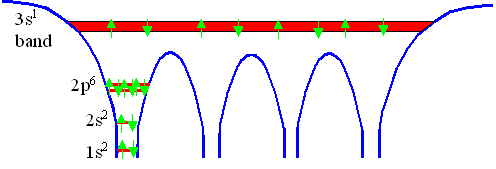 3s¹
band
2p⁶
2s²
1s²